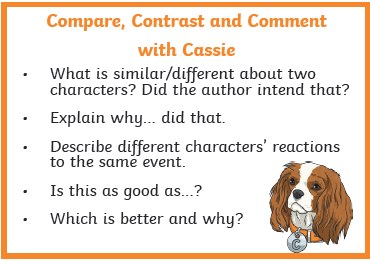 Compare, Contrast and Comment
with Cassie
• What is similar/different about two
characters? Did the author intend that?
• Explain why... did that.
• Describe different characters' reactions
to the same event.
• Is this as good as...?
• Which is better and why?
C